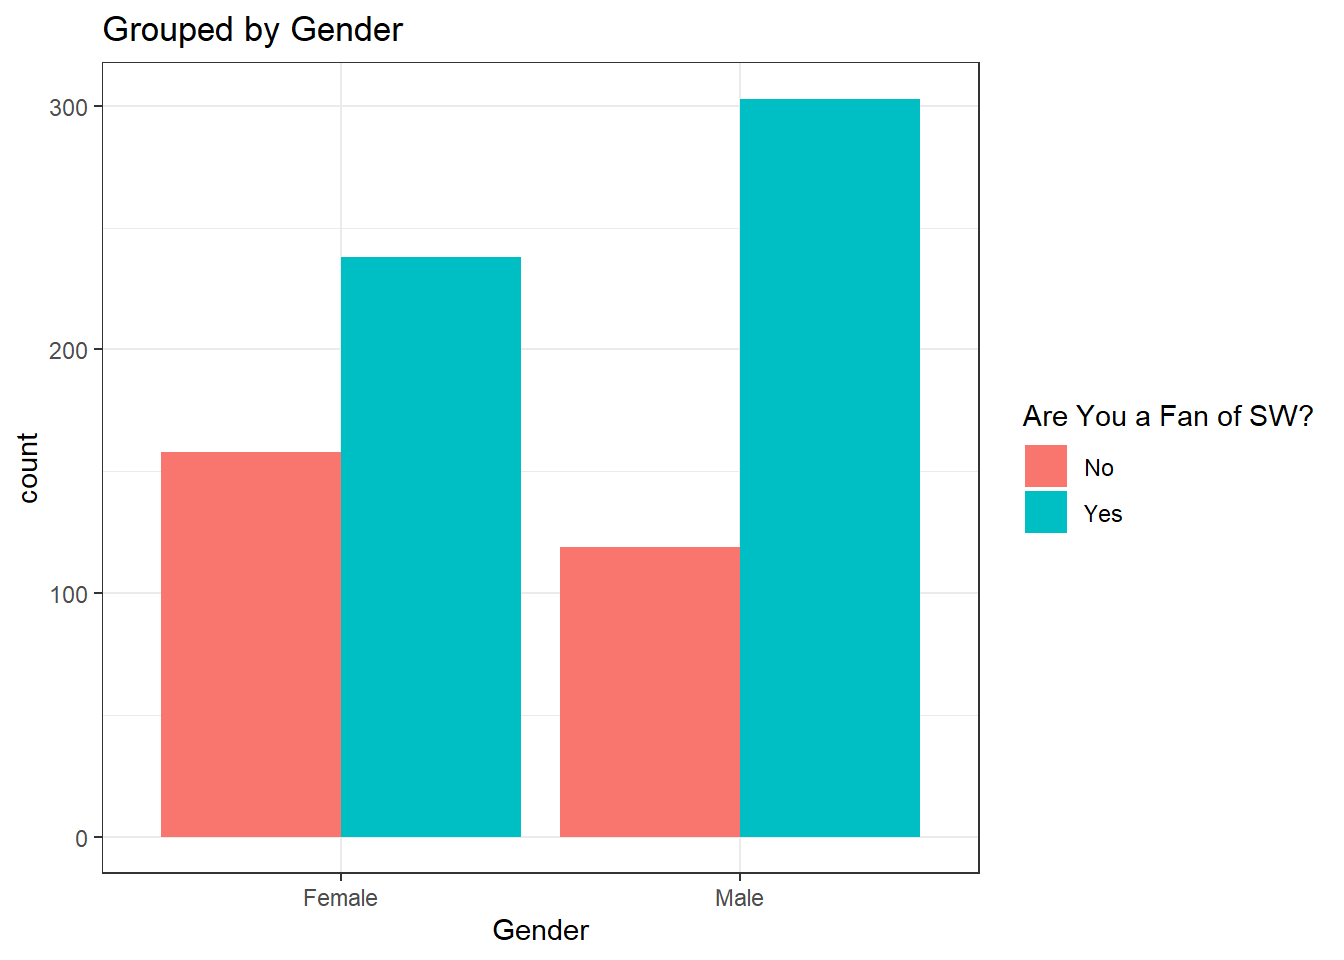 Grouped by Gender
300
200
100
0
count
Female
Male
Gender
Are You a Fan of SW?
No
Yes